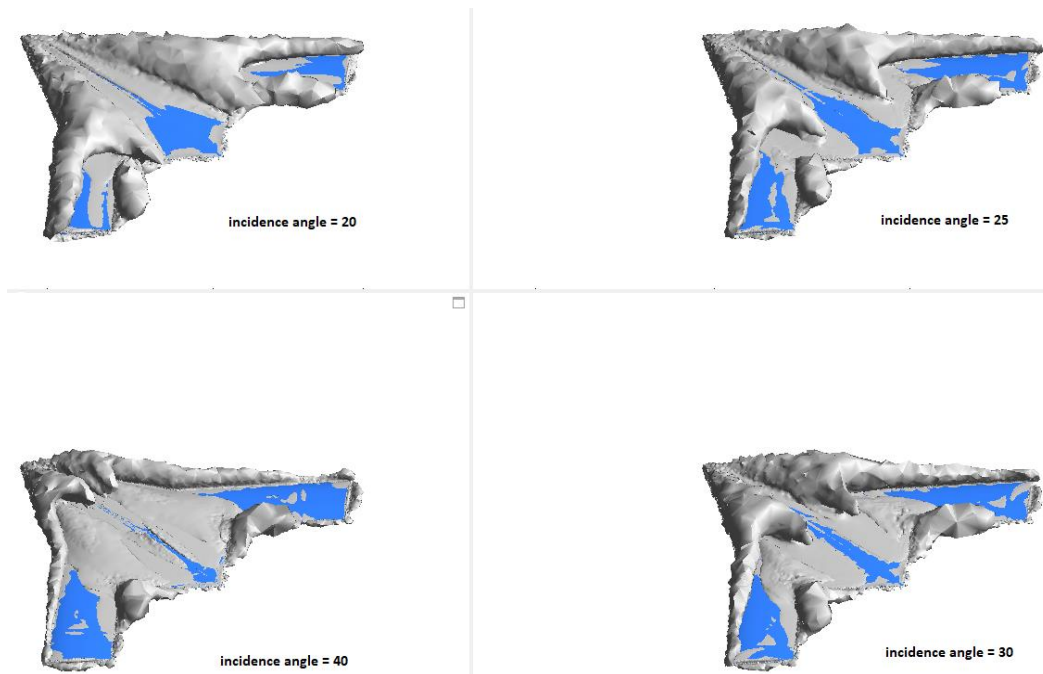 incidence angle = 20
incidence angle = 25
incidence angle = 40
incidence angle = 30